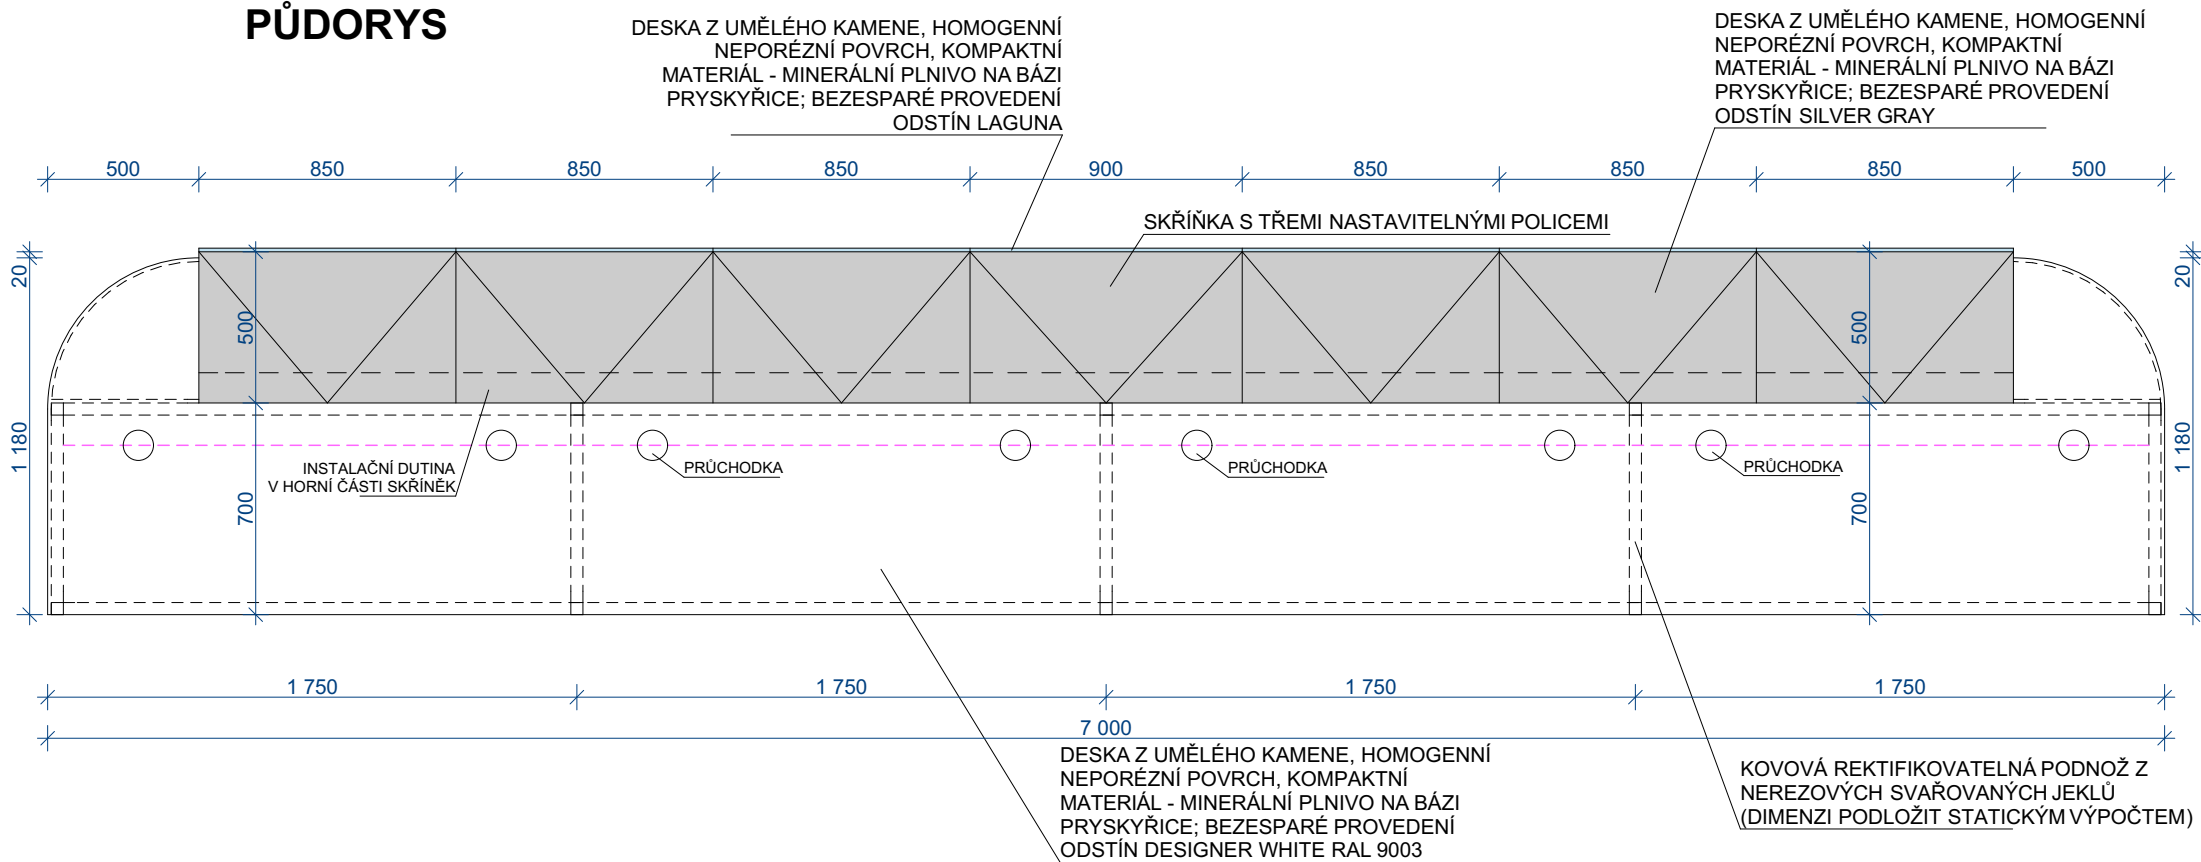 PŮDORYS
DESKA Z UMĚLÉHO KAMENE, HOMOGENNÍ
NEPORÉZNÍ POVRCH, KOMPAKTNÍ
MATERIÁL - MINERÁLNÍ PLNIVO NA BÁZI
PRYSKYŘICE; BEZESPARÉ PROVEDENÍ
ODSTÍN LAGUNA
DESKA Z UMĚLÉHO KAMENE, HOMOGENNÍ
NEPORÉZNÍ POVRCH, KOMPAKTNÍ
MATERIÁL - MINERÁLNÍ PLNIVO NA BÁZI
PRYSKYŘICE; BEZESPARÉ PROVEDENÍ
ODSTÍN SILVER GRAY
500 850 850 850 900 850 850 850 500
SKŘÍŇKA S TŘEMI NASTAVITELNÝMI POLICEMI
20
500
500
20
1 180
1 180
INSTALAČNÍ DUTINA
V HORNÍ ČÁSTI SKŘÍNĚK
PRŮCHODKA
PRŮCHODKA
PRŮCHODKA
700
700
1 750 1 750 1 750 1 750
7 000
DESKA Z UMĚLÉHO KAMENE, HOMOGENNÍ
NEPORÉZNÍ POVRCH, KOMPAKTNÍ
MATERIÁL - MINERÁLNÍ PLNIVO NA BÁZI
PRYSKYŘICE; BEZESPARÉ PROVEDENÍ
ODSTÍN DESIGNER WHITE RAL 9003
KOVOVÁ REKTIFIKOVATELNÁ PODNOŽ Z
NEREZOVÝCH SVAŘOVANÝCH JEKLŮ
(DIMENZI PODLOŽIT STATICKÝM VÝPOČTEM)